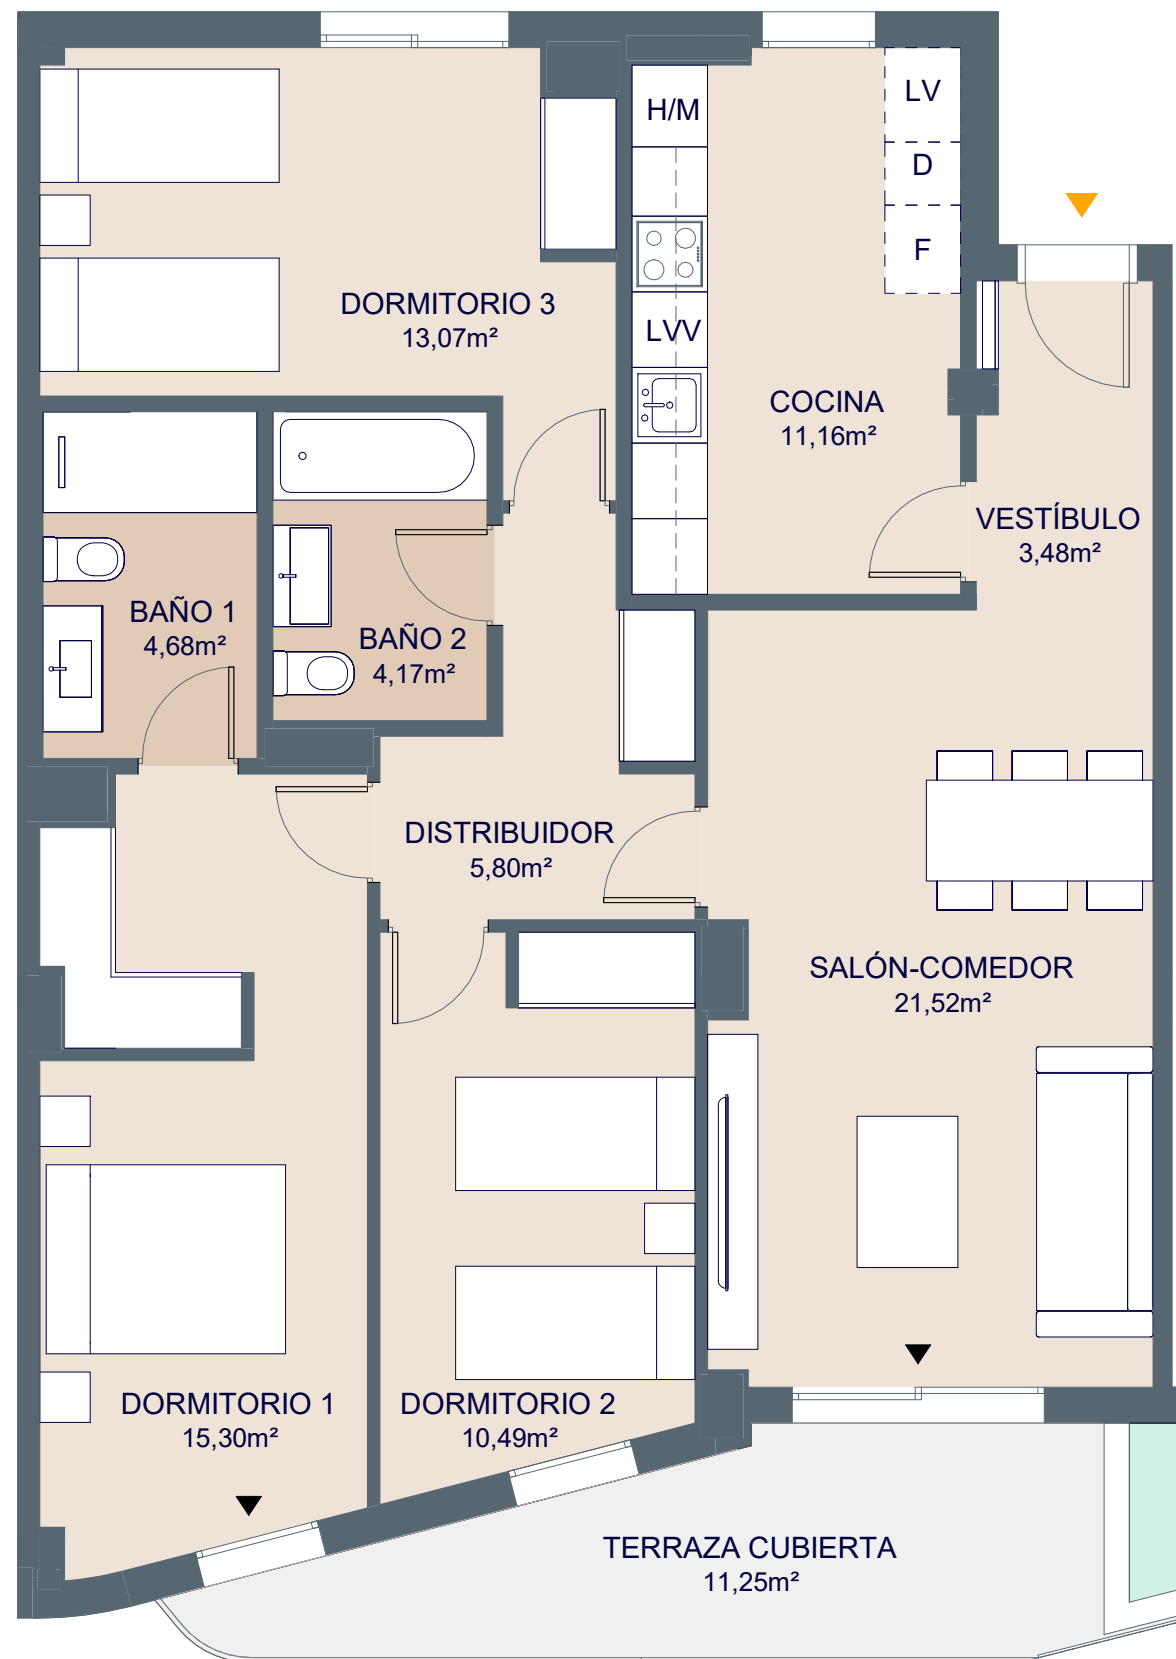 H/M
LV
D
F
LVV
DORMITORIO 3
13,07m²
COCINA
11,16m²
VESTÍBULO
3,48m²
BAÑO 1
4,68m²
BAÑO 2
4,17m²
DISTRIBUIDOR
5,80m²
SALÓN-COMEDOR
21,52m²
DORMITORIO 1
15,30m²
DORMITORIO 2
10,49m²
TERRAZA CUBIERTA
11,25m²